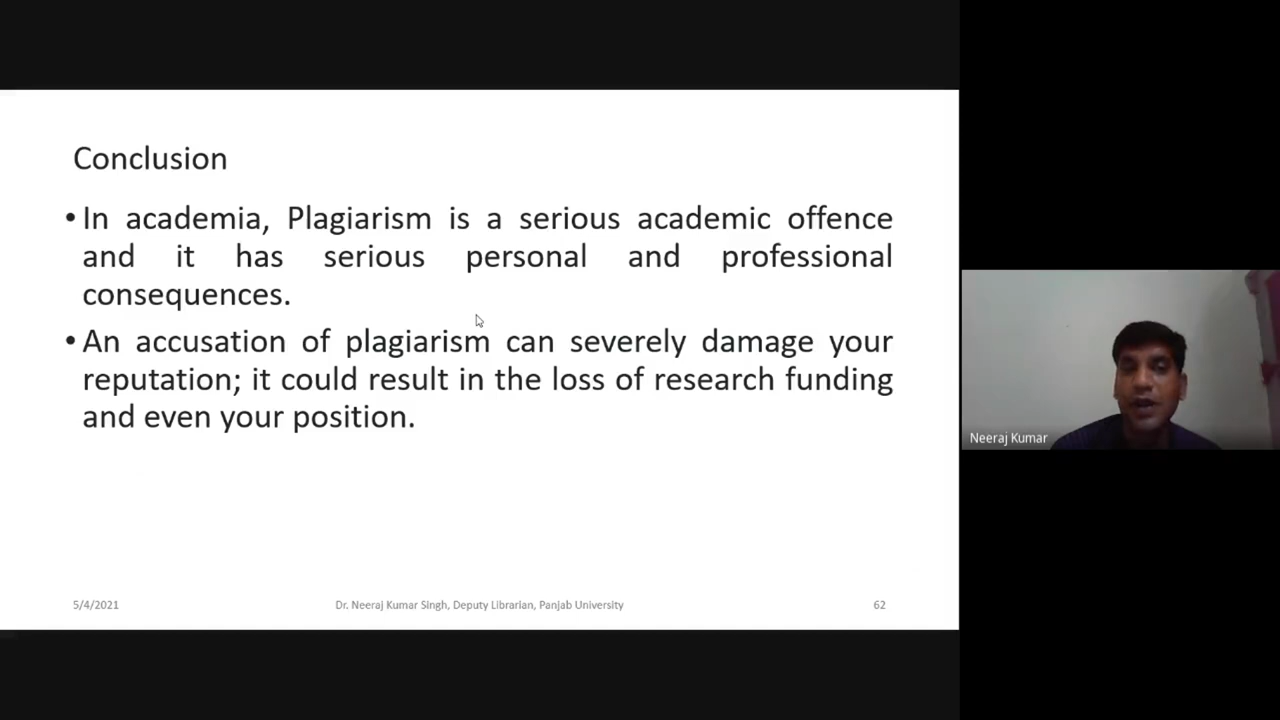 Conclusion
• In academia, Plagiarism is a serious academic offence
and it has serious personal and professional
consequences.
• An accusation of plagiarism can severely damage your
reputation; it could result in the loss of research funding
and even your position.
5/4/2021
Dr. Neeraj Kumar Singh, Deputy Librarian, Panjab University
62
Neeraj Kumar